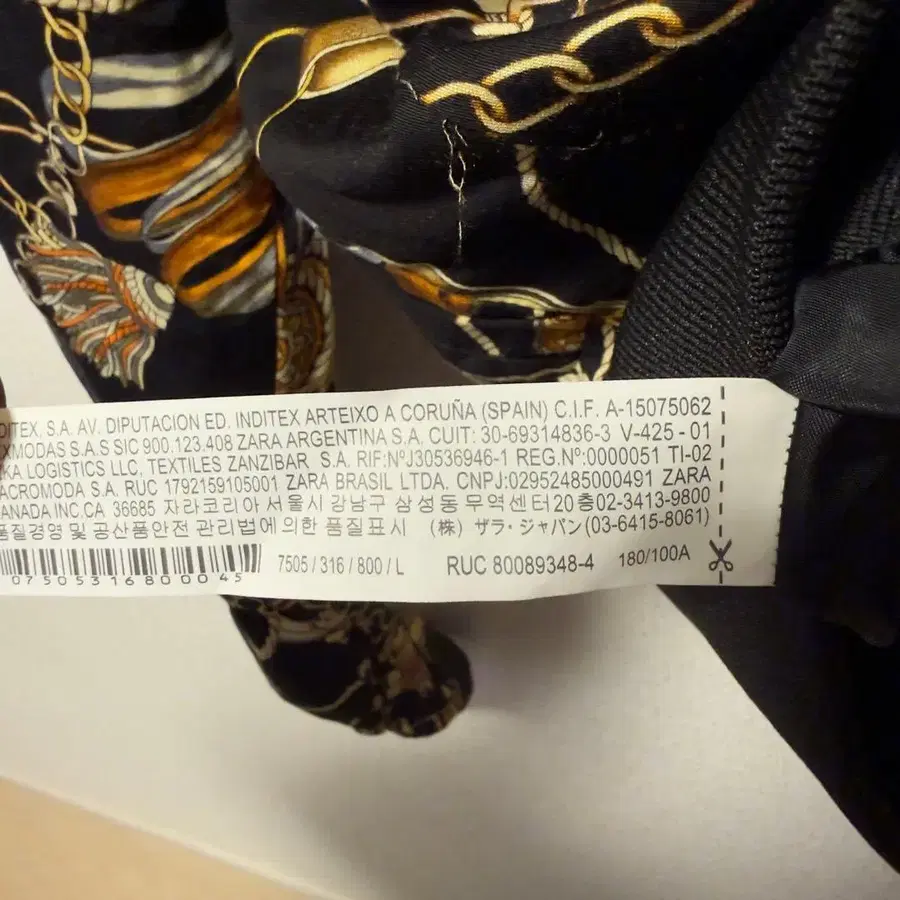 DITEX, S.A. AV. DIPUTACION ED. INDITEX ARTEIXO A CORUÑA (SPAIN) C.I.F. A-15075062
IXMODAS S.A.S SIC 900.123.408 ZARA ARGENTINA S.A. CUIT: 30-69314836-3 V-425-01
KA LOGISTICS LLC, TEXTILES ZANZIBAR S.A. RIF:NºJ30536946-1 REG.Nº:0000051 TI-02
ACROMODA S.A. RUC 1792159105001 ZARA BRASIL LTDA. CNPJ:02952485000491 ZARA
ANADA INC.CA 36685 자라코리아 서울시 강남구 삼성동 무역센터 20층 02-3413-9800
품질경영 및 공산품안전 관리법에 의한 품질표시 (株) ザラ・ジャパン(03-6415-8061)
7505/316/800/L RUC 80089348-4 180/100A
07505316800045